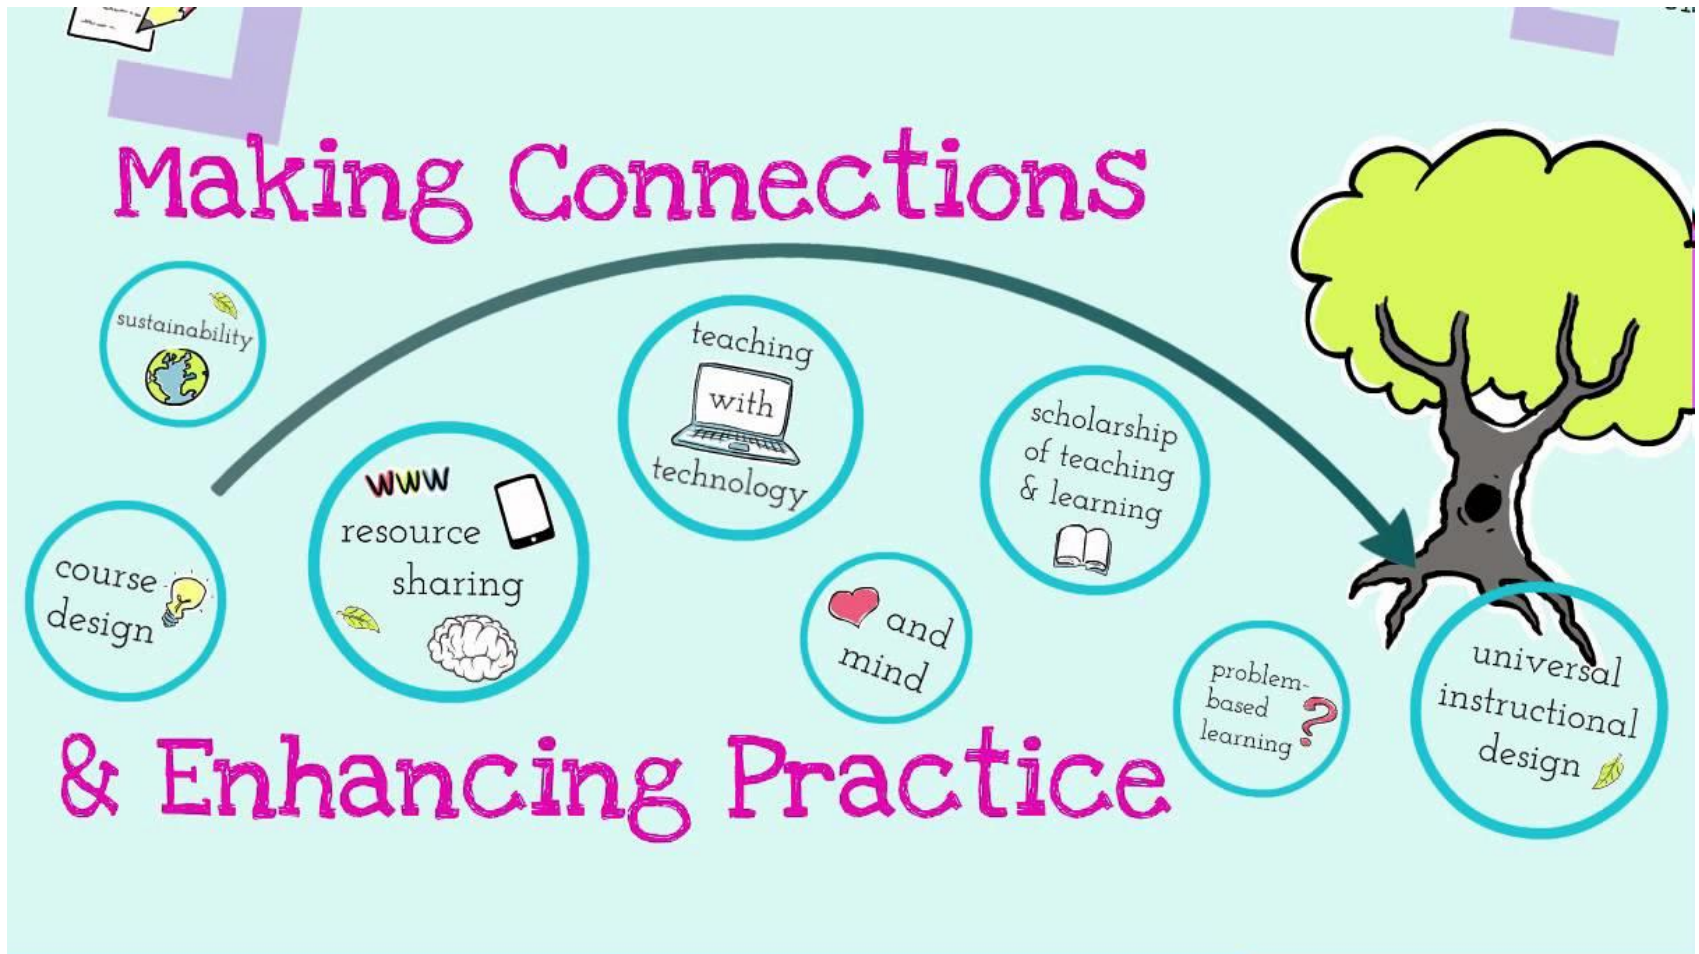 Making Connections
sustainability
teaching
with
technology
scholarship
of teaching
& learning
www
resource
sharing
course
design
and
mind
problem-
based
learning
universal
instructional
design
& Enhancing Practice